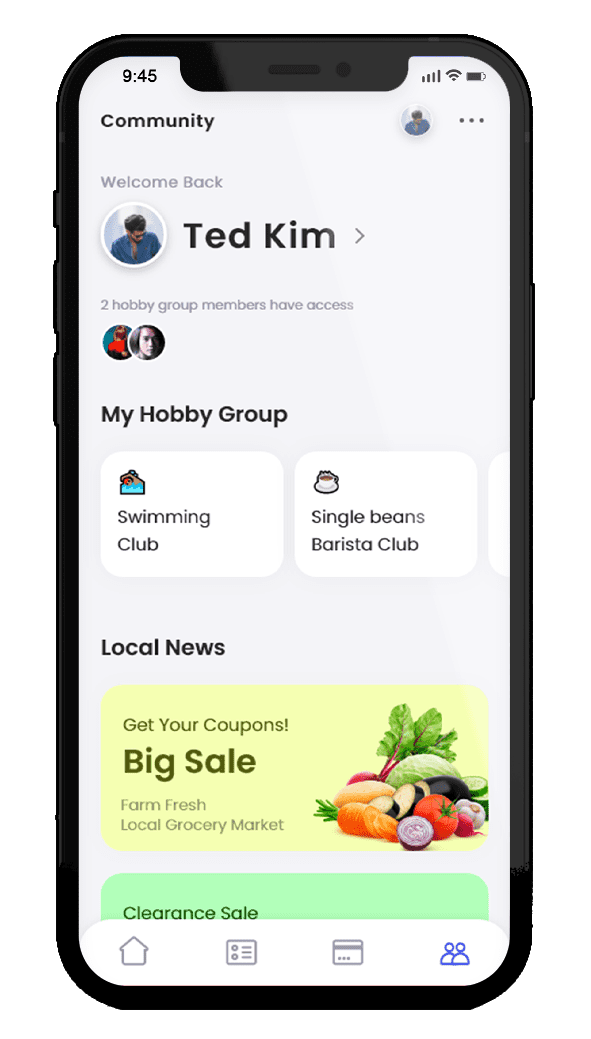 9:45
Community
Welcome Back
Ted Kim
2 hobby group members have access
My Hobby Group
Swimming
Club
Single beans
Barista Club
Local News
Get Your Coupons!
Big Sale
Farm Fresh
Local Grocery Market
Clearance Sale